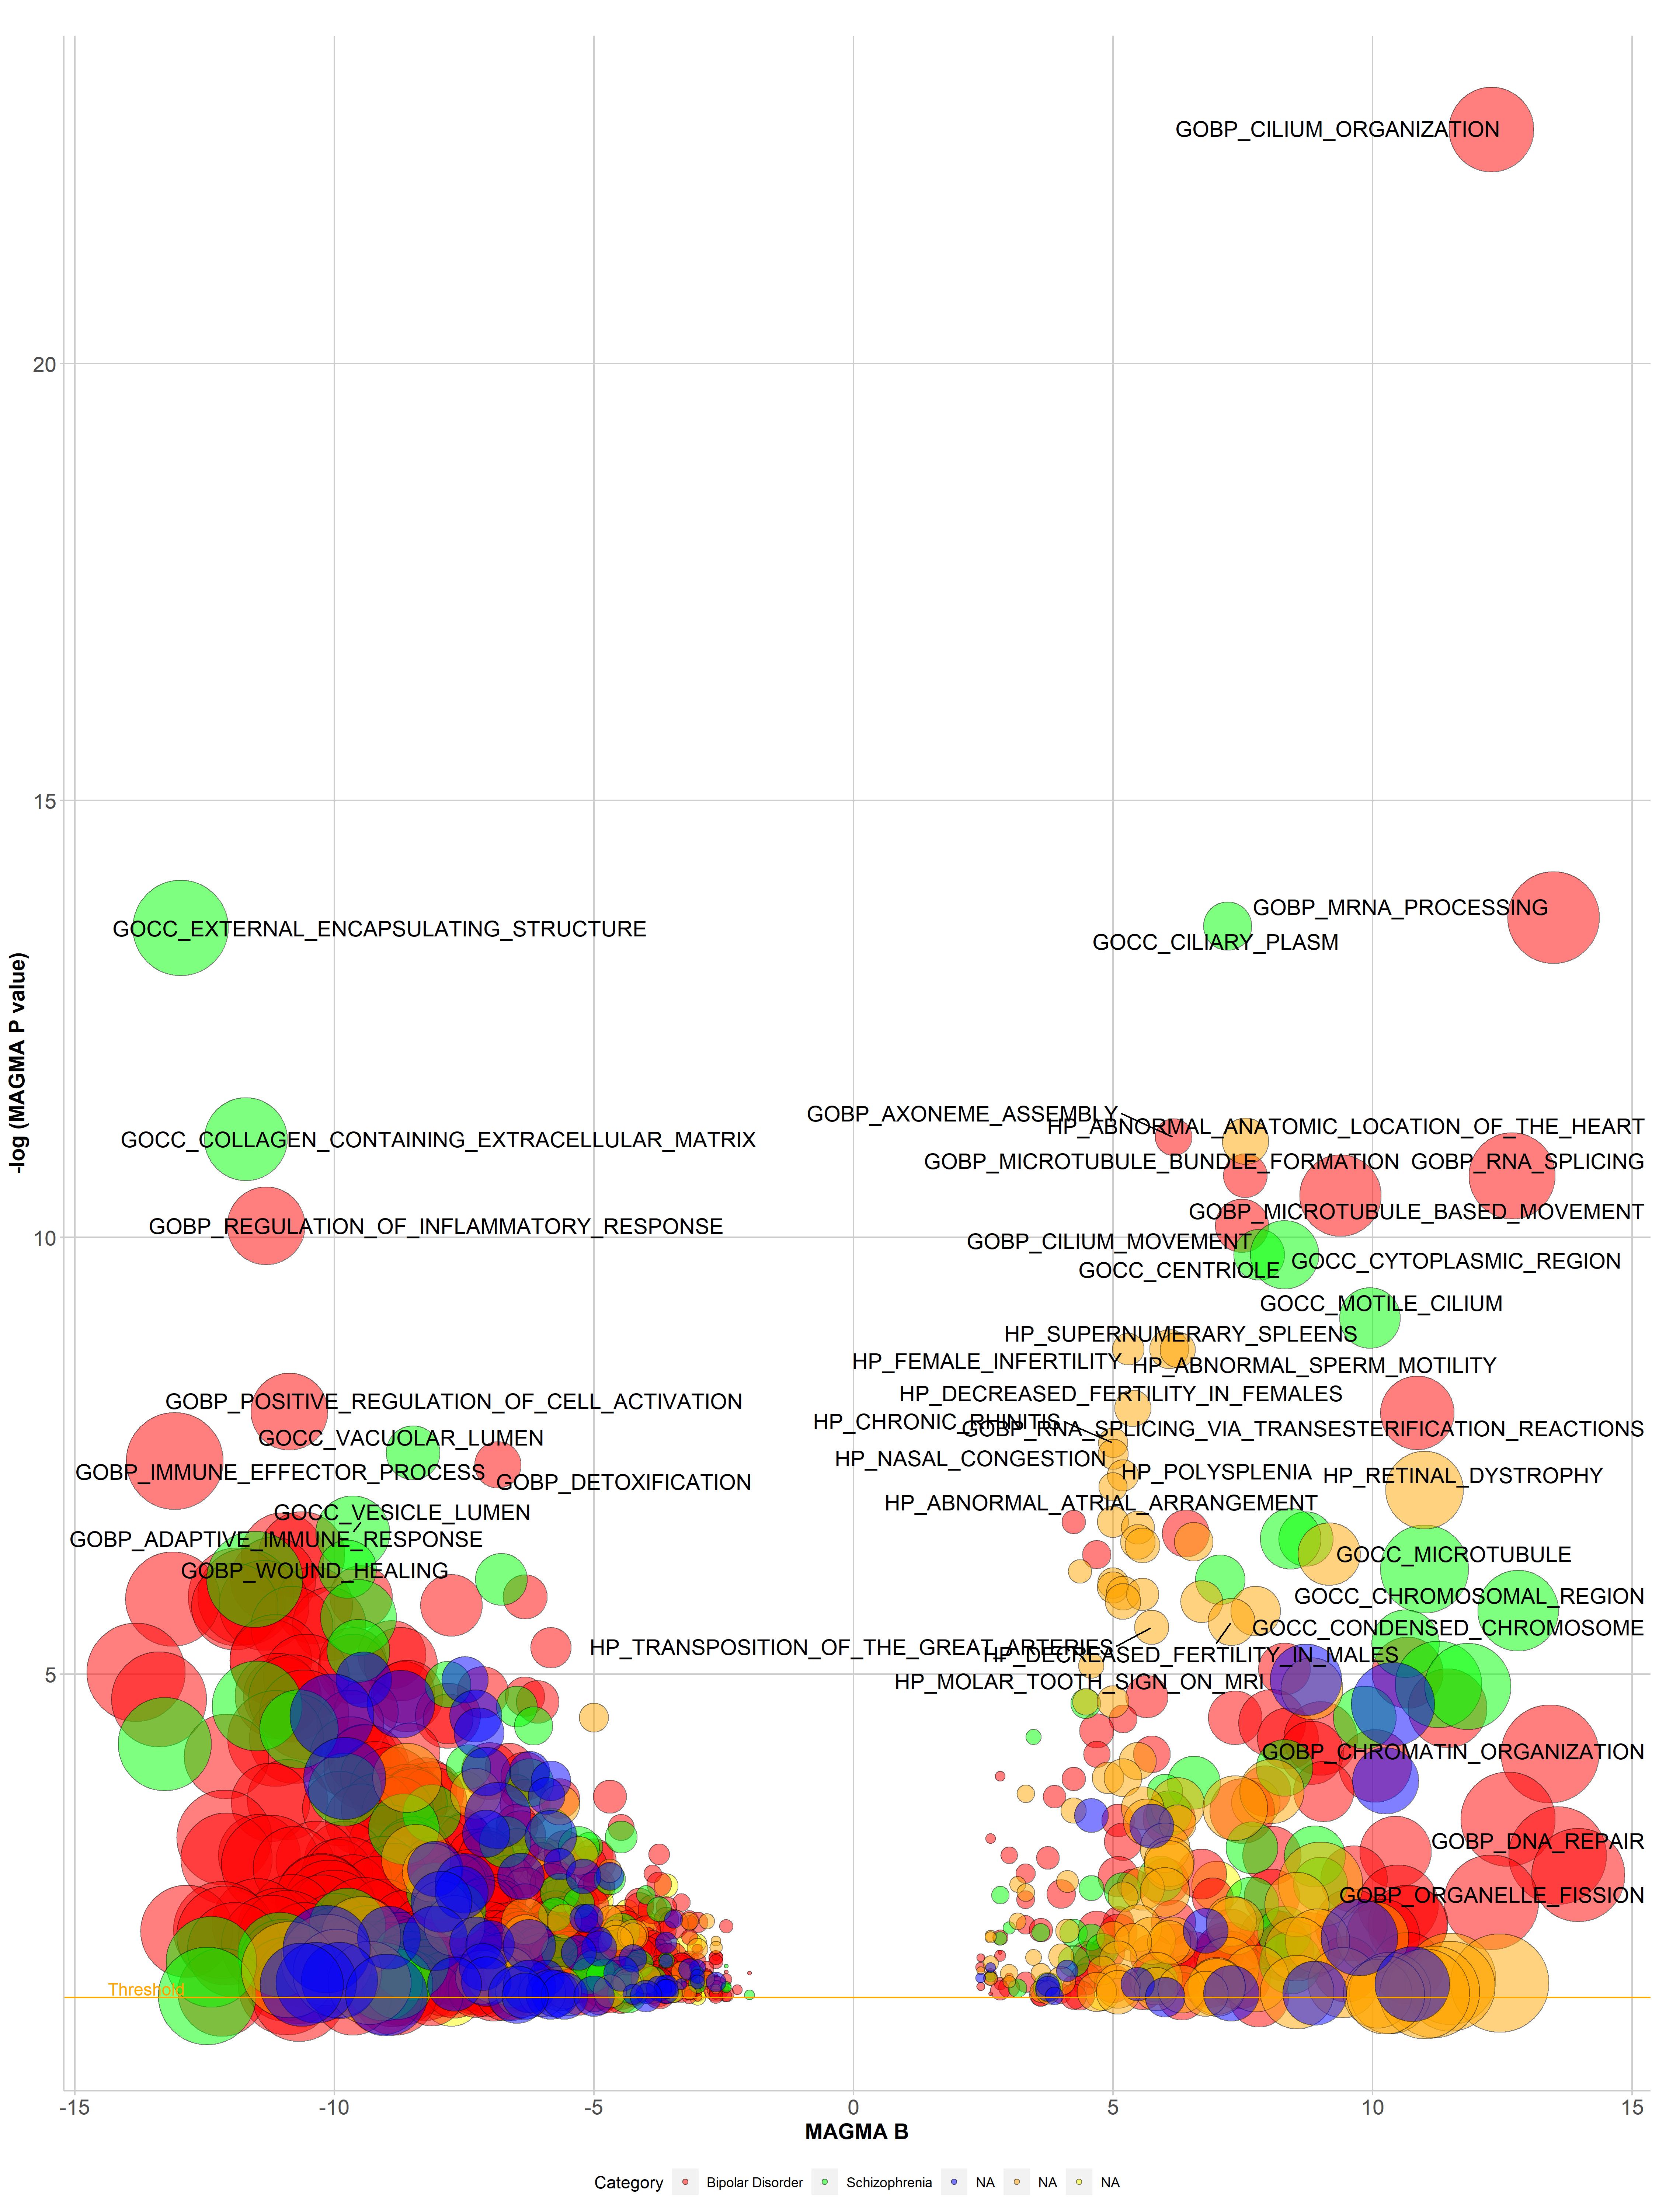 GOBP_CILIUM_ORGANIZATION
20
15
GOBP_MRNA_PROCESSING
GOCC_EXTERNAL_ENCAPSULATING_STRUCTURE
GOCC_CILIARY_PLASM
-log (MAGMA P value)
GOBP_AXONEME_ASSEMBLY
HP_ABNORMAL_ANATOMIC_LOCATION_OF_THE_HEART
GOCC_COLLAGEN_CONTAINING_EXTRACELLULAR_MATRIX
GOBP_MICROTUBULE_BUNDLE_FORMATION
GOBP_RNA_SPLICING
GOBP_MICROTUBULE_BASED_MOVEMENT
GOBP_REGULATION_OF_INFLAMMATORY_RESPONSE
10
GOBP_CILIUM_MOVEMENT
GOCC_CYTOPLASMIC_REGION
GOCC_CENTRIOLE
GOCC_MOTILE_CILIUM
HP_SUPERNUMERARY_SPLEENS
HP_FEMALE_INFERTILITY
HP_ABNORMAL_SPERM_MOTILITY
HP_DECREASED_FERTILITY_IN_FEMALES
GOBP_POSITIVE_REGULATION_OF_CELL_ACTIVATION
HP_CHRONIC_RHINITIS
GOBP_RNA_SPLICING_VIA_TRANSESTERIFICATION_REACTIONS
GOCC_VACUOLAR_LUMEN
HP_NASAL_CONGESTION
GOBP_IMMUNE_EFFECTOR_PROCESS
HP_POLYSPLENIA
HP_RETINAL_DYSTROPHY
GOBP_DETOXIFICATION
HP_ABNORMAL_ATRIAL_ARRANGEMENT
GOCC_VESICLE_LUMEN
GOBP_ADAPTIVE_IMMUNE_RESPONSE
GOCC_MICROTUBULE
GOBP_WOUND_HEALING
GOCC_CHROMOSOMAL_REGION
GOCC_CONDENSED_CHROMOSOME
HP_TRANSPOSITION_OF_THE_GREAT_ARTERIES
HP_DECREASED_FERTILITY_IN_MALES
5
HP_MOLAR_TOOTH_SIGN_ON_MRI
GOBP_CHROMATIN_ORGANIZATION
GOBP_DNA_REPAIR
GOBP_ORGANELLE_FISSION
Threshold
-15 -10 -5 0 5 10 15
MAGMA B
Category Bipolar Disorder Schizophrenia NA NA NA